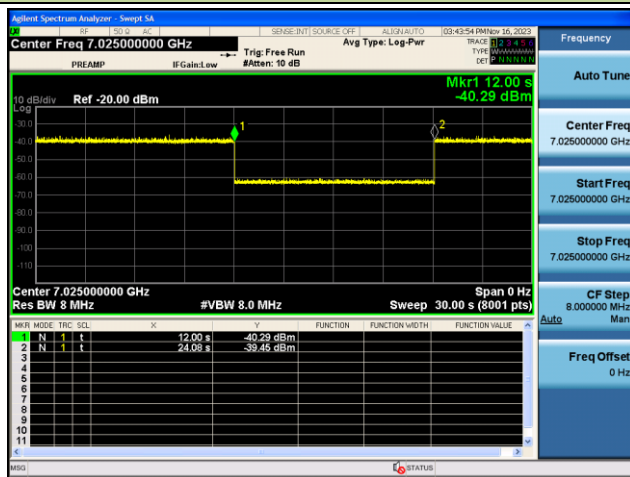 Agilent Spectrum Analyzer - Swept SA
RF 50 Ω AC SENSE:INT SOURCE OFF ALIGN AUTO 03:43:54 PM Nov 16, 2023
Center Freq 7.025000000 GHz
Avg Type: Log-Pwr
TRACE 1 2 3 4 5 6
TYPE
DET P N N N N N
PREAMP
IFGain:Low
Trig: Free Run
#Atten: 10 dB
Mkr1 12.00 s
-40.29 dBm
10 dB/div
Log
Ref -20.00 dBm
1
2
-30.0
-40.0
-50.0
-60.0
-70.0
-80.0
-90.0
-100
-110
Center 7.025000000 GHz
Span 0 Hz
Res BW 8 MHz
#VBW 8.0 MHz
Sweep 30.00 s (8001 pts)
MKR MODE TRC SCL X Y FUNCTION FUNCTION WIDTH FUNCTION VALUE
1 N 1 t 12.00 s -40.29 dBm
2 N 1 t 24.08 s -39.45 dBm
3
4
5
6
7
8
9
10
11
MSG
STATUS
Frequency
Auto Tune
Center Freq
7.025000000 GHz
Start Freq
7.025000000 GHz
Stop Freq
7.025000000 GHz
CF Step
8.000000 MHz
Auto Man
Freq Offset
0 Hz